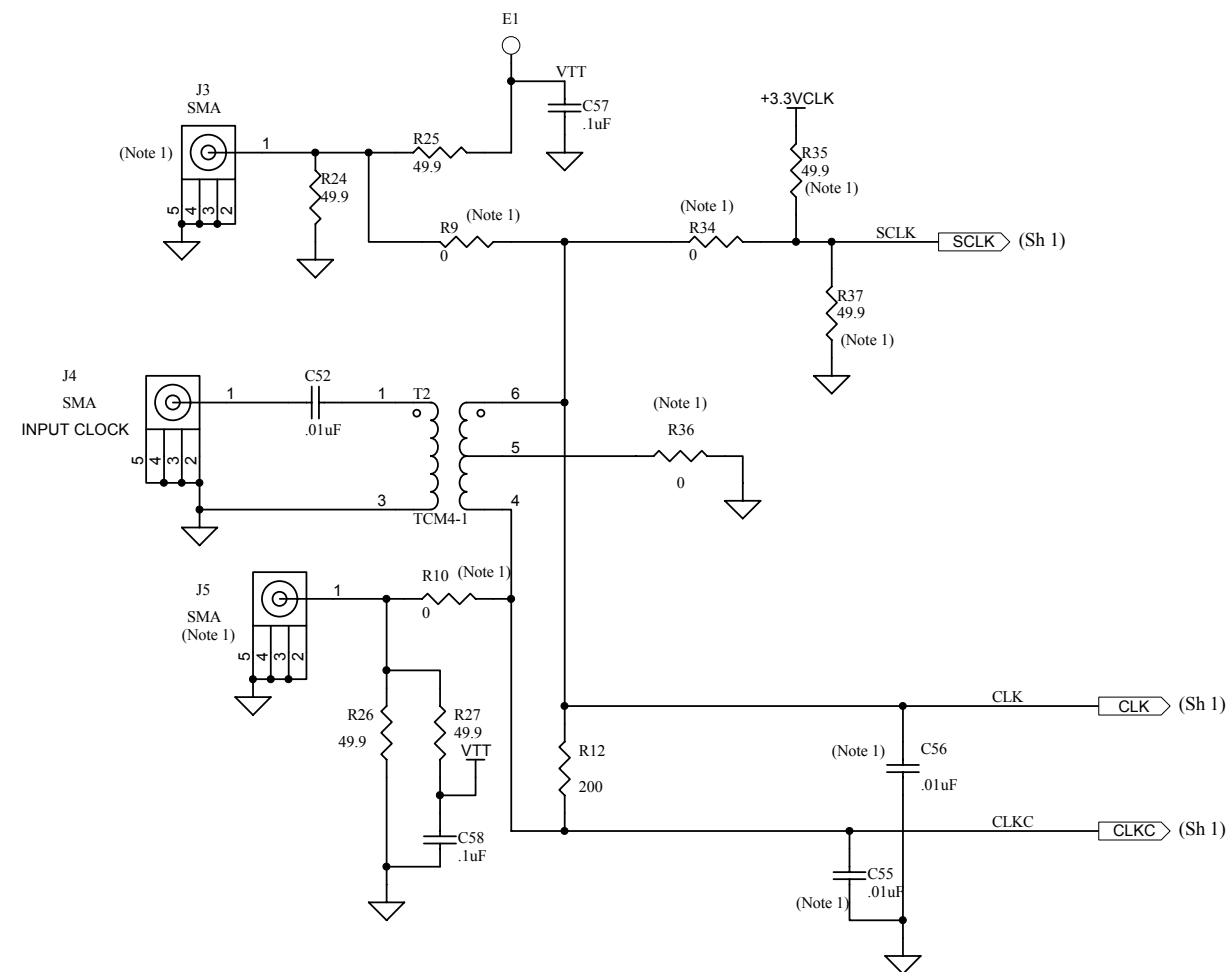 E1
VTT
C57
.1uF
J3
SMA
(Note 1)
1
5
4
3
2
R25
49.9
R24
49.9
+3.3VCLK
R35
49.9
(Note 1)
R9
(Note 1)
0
(Note 1)
R34
0
SCLK
SCLK
(Sh 1)
R37
49.9
(Note 1)
J4
SMA
INPUT CLOCK
1
5
4
3
2
C52
.01uF
1
T2
3
TCM4-1
6
5
4
(Note 1)
R36
0
J5
SMA
(Note 1)
1
5
4
3
2
R10
(Note 1)
0
R26
49.9
R27
49.9
VTT
C58
.1uF
R12
200
CLK
CLK
(Sh 1)
(Note 1)
C56
.01uF
CLKC
CLKC
(Sh 1)
C55
.01uF
(Note 1)